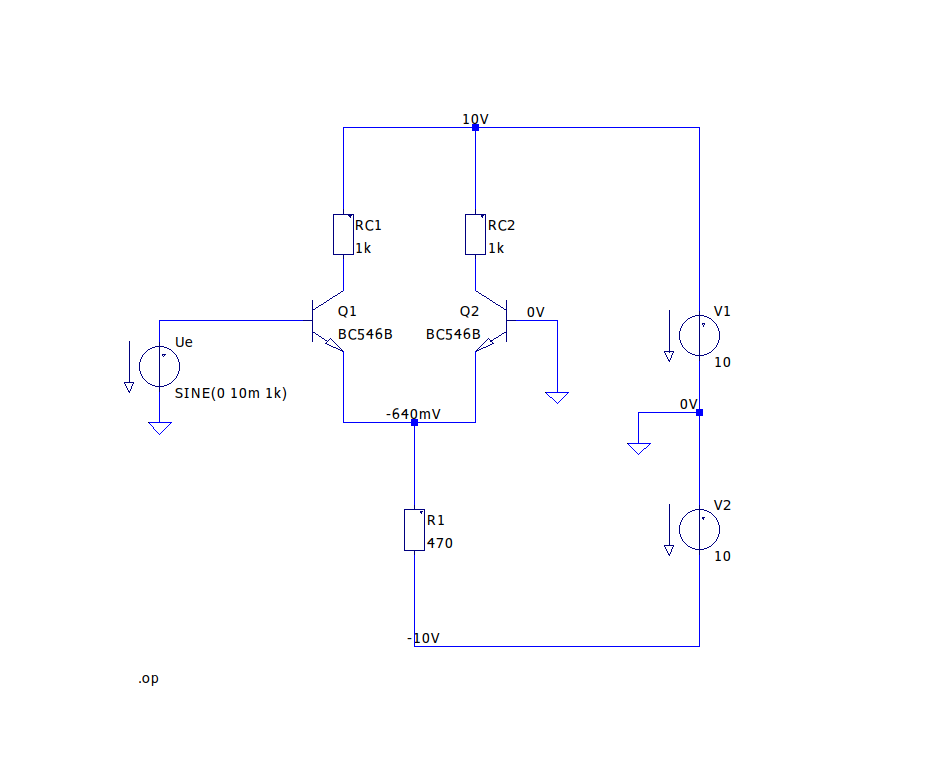 10V
RC1
1k
RC2
1k
Q1
BC546B
Q2
BC546B
0V
V1
10
Ue
SINE(0 10m 1k)
-640mV
0V
R1
470
V2
10
-10V
.op